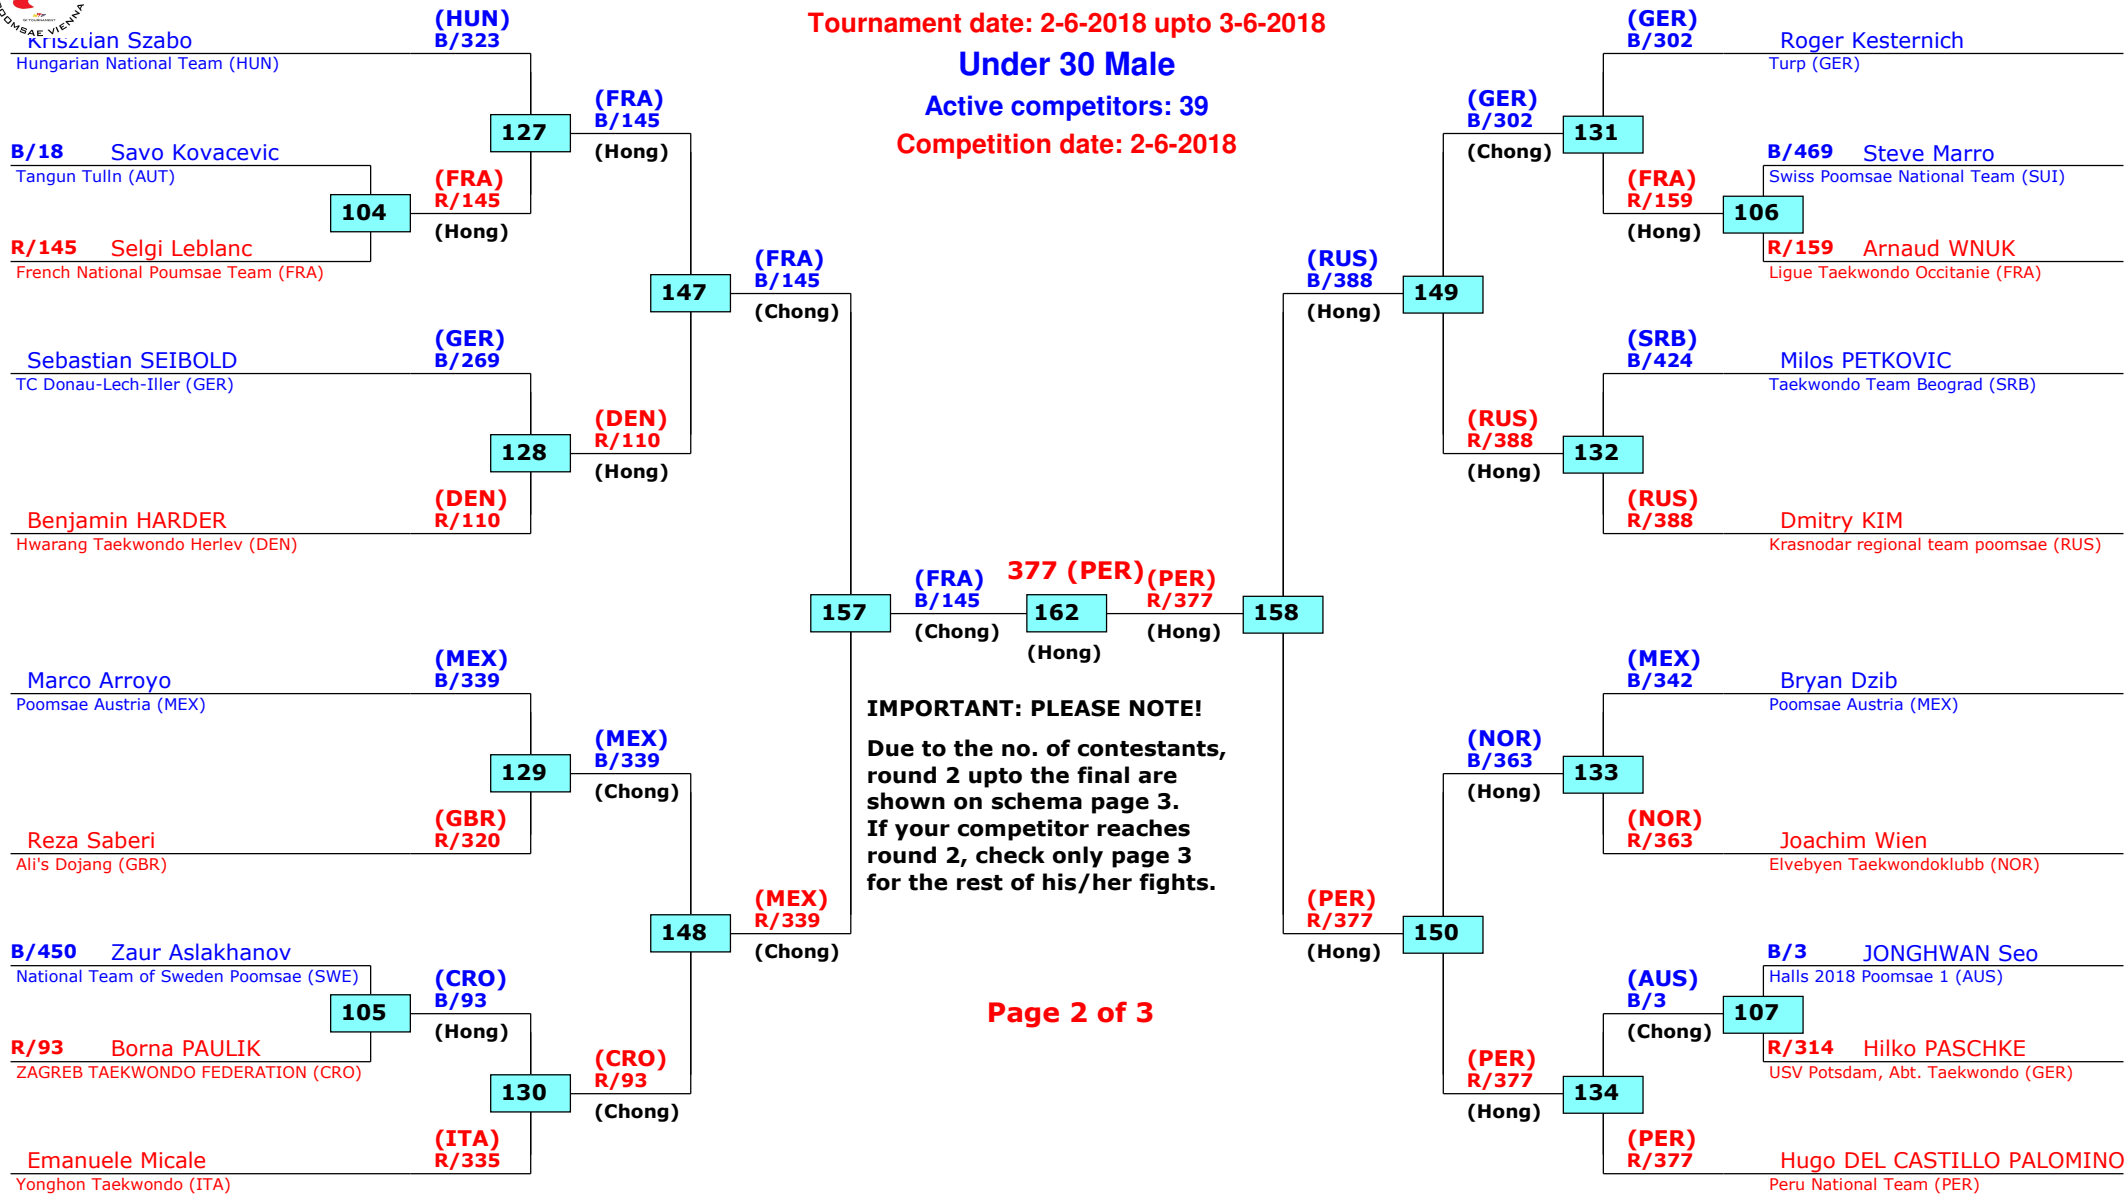 POOMSAE VIENNA
Tournament date: 2-6-2018 upto 3-6-2018
Under 30 Male
Active competitors: 39
Competition date: 2-6-2018
Krisztian Szabo
Hungarian National Team (HUN)
(HUN)
B/323
B/18 Savo Kovacevic
Tangun Tulln (AUT)
104
R/145 Selgi Leblanc
French National Poumsae Team (FRA)
(FRA)
R/145
(Hong)
127
(FRA)
B/145
(Hong)
Sebastian SEIBOLD
TC Donau-Lech-Iller (GER)
(GER)
B/269
128
(DEN)
R/110
(Hong)
Benjamin HARDER
Hwarang Taekwondo Herlev (DEN)
(DEN)
R/110
147
(FRA)
B/145
(Chong)
Marco Arroyo
Poomsae Austria (MEX)
(MEX)
B/339
129
(MEX)
B/339
(Chong)
Reza Saberi
Ali's Dojang (GBR)
(GBR)
R/320
B/450 Zaur Aslakhanov
National Team of Sweden Poomsae (SWE)
105
R/93 Borna PAULIK
ZAGREB TAEKWONDO FEDERATION (CRO)
(CRO)
B/93
(Hong)
130
(CRO)
R/93
(Chong)
Emanuele Micale
Yonghon Taekwondo (ITA)
(ITA)
R/335
148
(MEX)
R/339
(Chong)
157
(FRA)
B/145
(Chong)
377 (PER)
162
(Hong)
(PER)
R/377
(Hong)
158
IMPORTANT: PLEASE NOTE!
Due to the no. of contestants,
round 2 upto the final are
shown on schema page 3.
If your competitor reaches
round 2, check only page 3
for the rest of his/her fights.
Page 2 of 3
(RUS)
B/388
(Hong)
149
(GER)
B/302
(Chong)
131
(GER)
B/302
Roger Kesternich
Turp (GER)
(FRA)
R/159
(Hong)
106
B/469 Steve Marro
Swiss Poomsae National Team (SUI)
R/159 Arnaud WNUK
Ligue Taekwondo Occitanie (FRA)
(RUS)
R/388
(Hong)
132
(SRB)
B/424
Milos PETKOVIC
Taekwondo Team Beograd (SRB)
(RUS)
R/388
Dmitry KIM
Krasnodar regional team poomsae (RUS)
(PER)
R/377
(Hong)
150
(NOR)
B/363
(Hong)
133
(MEX)
B/342
Bryan Dzib
Poomsae Austria (MEX)
(NOR)
R/363
Joachim Wien
Elvebyen Taekwondoklubb (NOR)
(PER)
R/377
(Hong)
134
(AUS)
B/3
(Chong)
107
B/3 JONGHWAN Seo
Halls 2018 Poomsae 1 (AUS)
R/314 Hilko PASCHKE
USV Potsdam, Abt. Taekwondo (GER)
(PER)
R/377
Hugo DEL CASTILLO PALOMINO
Peru National Team (PER)